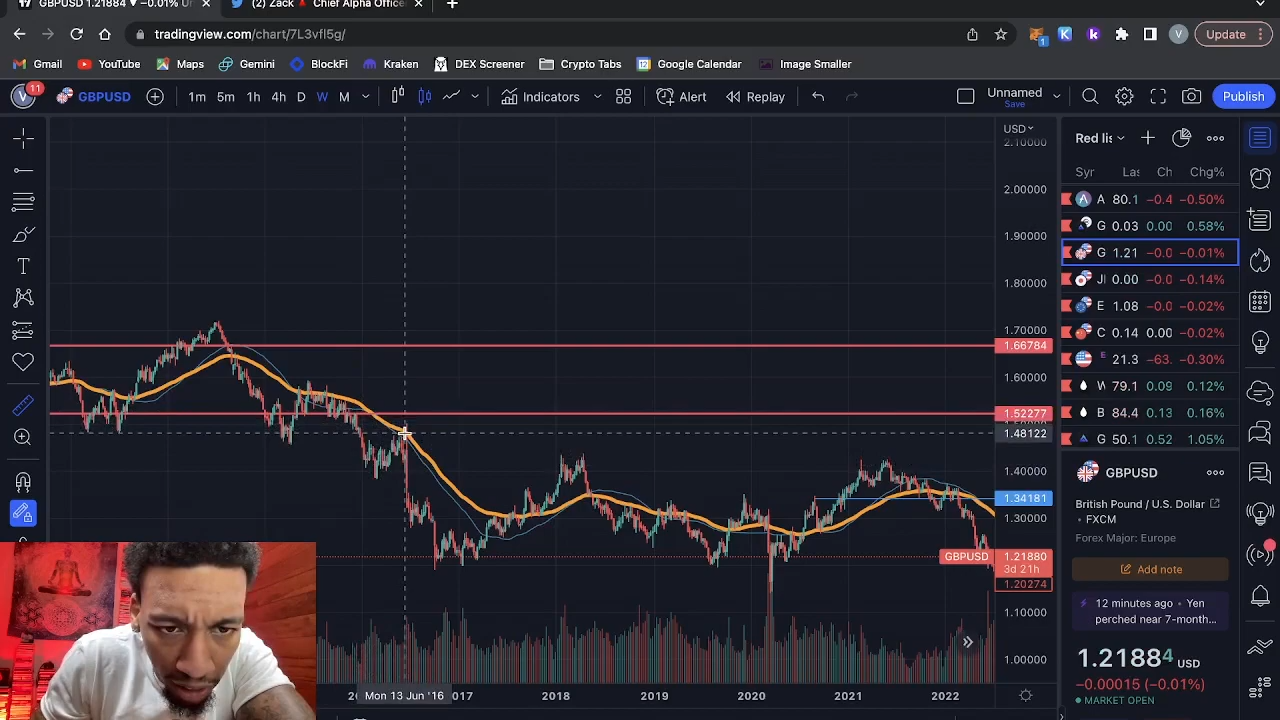 GBPUSD 1.21884 ▼ −0.01% Un
(2) Zack Chief Alpha Officer
tradingview.com/chart/7L3vfl5g/
1
V
Update
Gmail
YouTube
Maps
Gemini
BlockFi
Kraken
DEX Screener
Crypto Tabs
Google Calendar
Image Smaller
V
11
GBPUSD
1m
5m
1h
4h
D
W
M
Indicators
Alert
Replay
Unnamed
Save
Publish
USD
2.10000
2.00000
1.90000
1.80000
1.70000
1.66784
1.60000
1.52277
1.48122
1.40000
1.34181
1.30000
GBPUSD
1.21880
3d 21h
1.20274
1.10000
1.00000
Mon 13 Jun '16
017
2018
2019
2020
2021
2022
Red lis
Syr Las Ch Chg%
A 80.1 −0.4 −0.50%
G 0.03 0.00 0.58%
G 1.21 −0.0 −0.01%
JI 0.00 −0.0 −0.14%
E 1.08 −0.0 −0.02%
C 0.14 0.00 −0.02%
E 21.3 −63. −0.30%
W 79.1 0.09 0.12%
B 84.4 0.13 0.16%
G 50.1 0.52 1.05%
GBPUSD
British Pound / U.S. Dollar
• FXCM
Forex Major: Europe
Add note
12 minutes ago • Yen
perched near 7-month...
1.21884 USD
−0.00015 (−0.01%)
MARKET OPEN